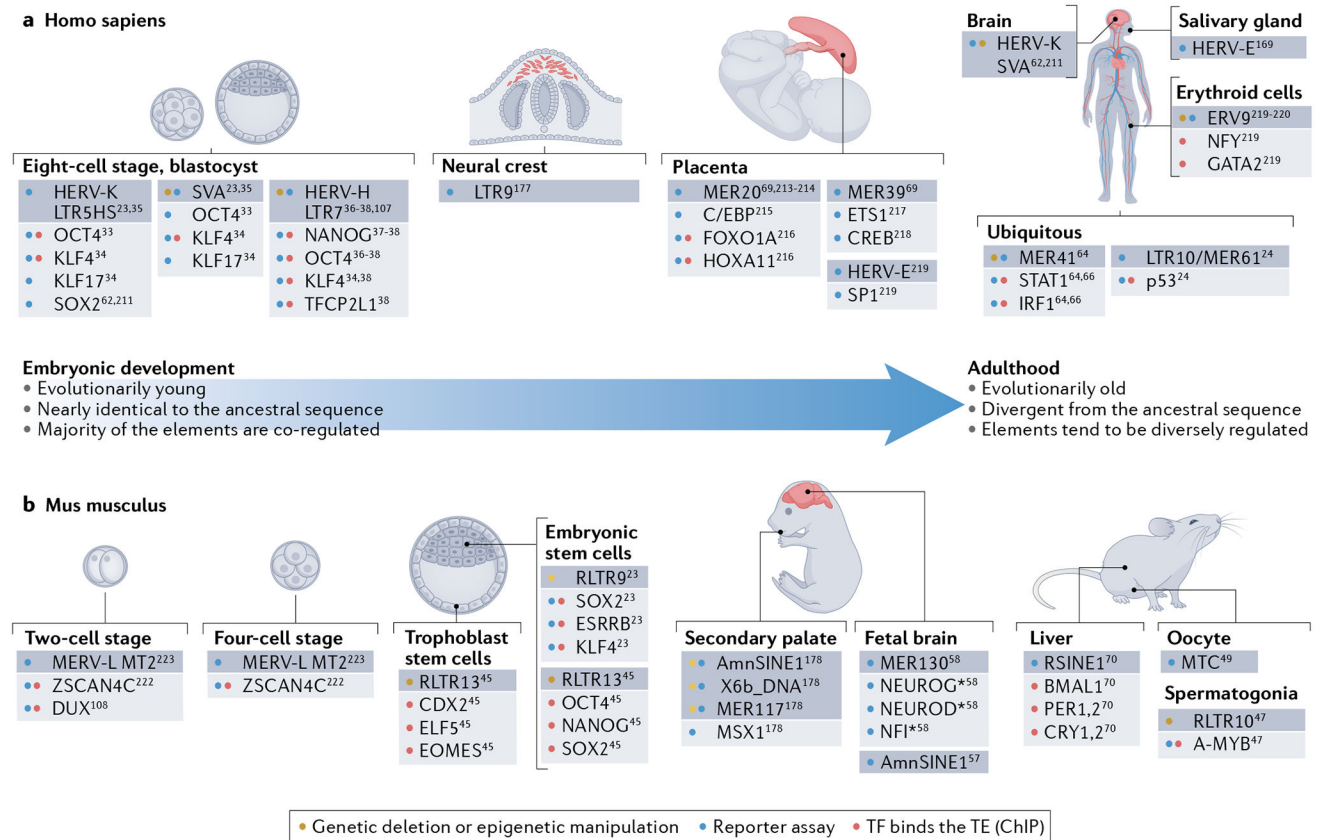 a Homo sapiens
Eight-cell stage, blastocyst
HERV-K
LTR5HS23,35
OCT433
KLF434
KLF1734
SOX262,211
SVA23,35
OCT433
KLF434
KLF1734
HERV-H
LTR736-38,107
NANOG37-38
OCT436-38
KLF434,38
TFCP2L138
Neural crest
LTR9177
Placenta
MER2069,213-214
C/EBP215
FOXO1A216
HOXA11216
MER3969
ETS1217
CREB218
HERV-E219
SP1219
Brain
HERV-K
SVA62,211
Salivary gland
HERV-E169
Erythroid cells
ERV9219-220
NFY219
GATA2219
Ubiquitous
MER4164
STAT164,66
IRF164,66
LTR10/MER6124
p5324
Embryonic development
• Evolutionarily young
• Nearly identical to the ancestral sequence
• Majority of the elements are co-regulated
Adulthood
• Evolutionarily old
• Divergent from the ancestral sequence
• Elements tend to be diversely regulated
b Mus musculus
Two-cell stage
MERV-L MT2223
ZSCAN4C222
DUX108
Four-cell stage
MERV-L MT2223
ZSCAN4C222
Trophoblast
stem cells
RLTR1345
CDX245
ELF545
EOMES45
Embryonic
stem cells
RLTR923
SOX223
ESRRB23
KLF423
RLTR1345
OCT445
NANOG45
SOX245
Secondary palate
AmnSINE1178
X6b_DNA178
MER117178
MSX1178
Fetal brain
MER13058
NEUROG*58
NEUROD*58
NFI*58
AmnSINE157
Liver
RSINE170
BMAL170
PER1,270
CRY1,270
Oocyte
MTC49
Spermatogonia
RLTR1047
A-MYB47
Genetic deletion or epigenetic manipulation
Reporter assay
TF binds the TE (ChIP)